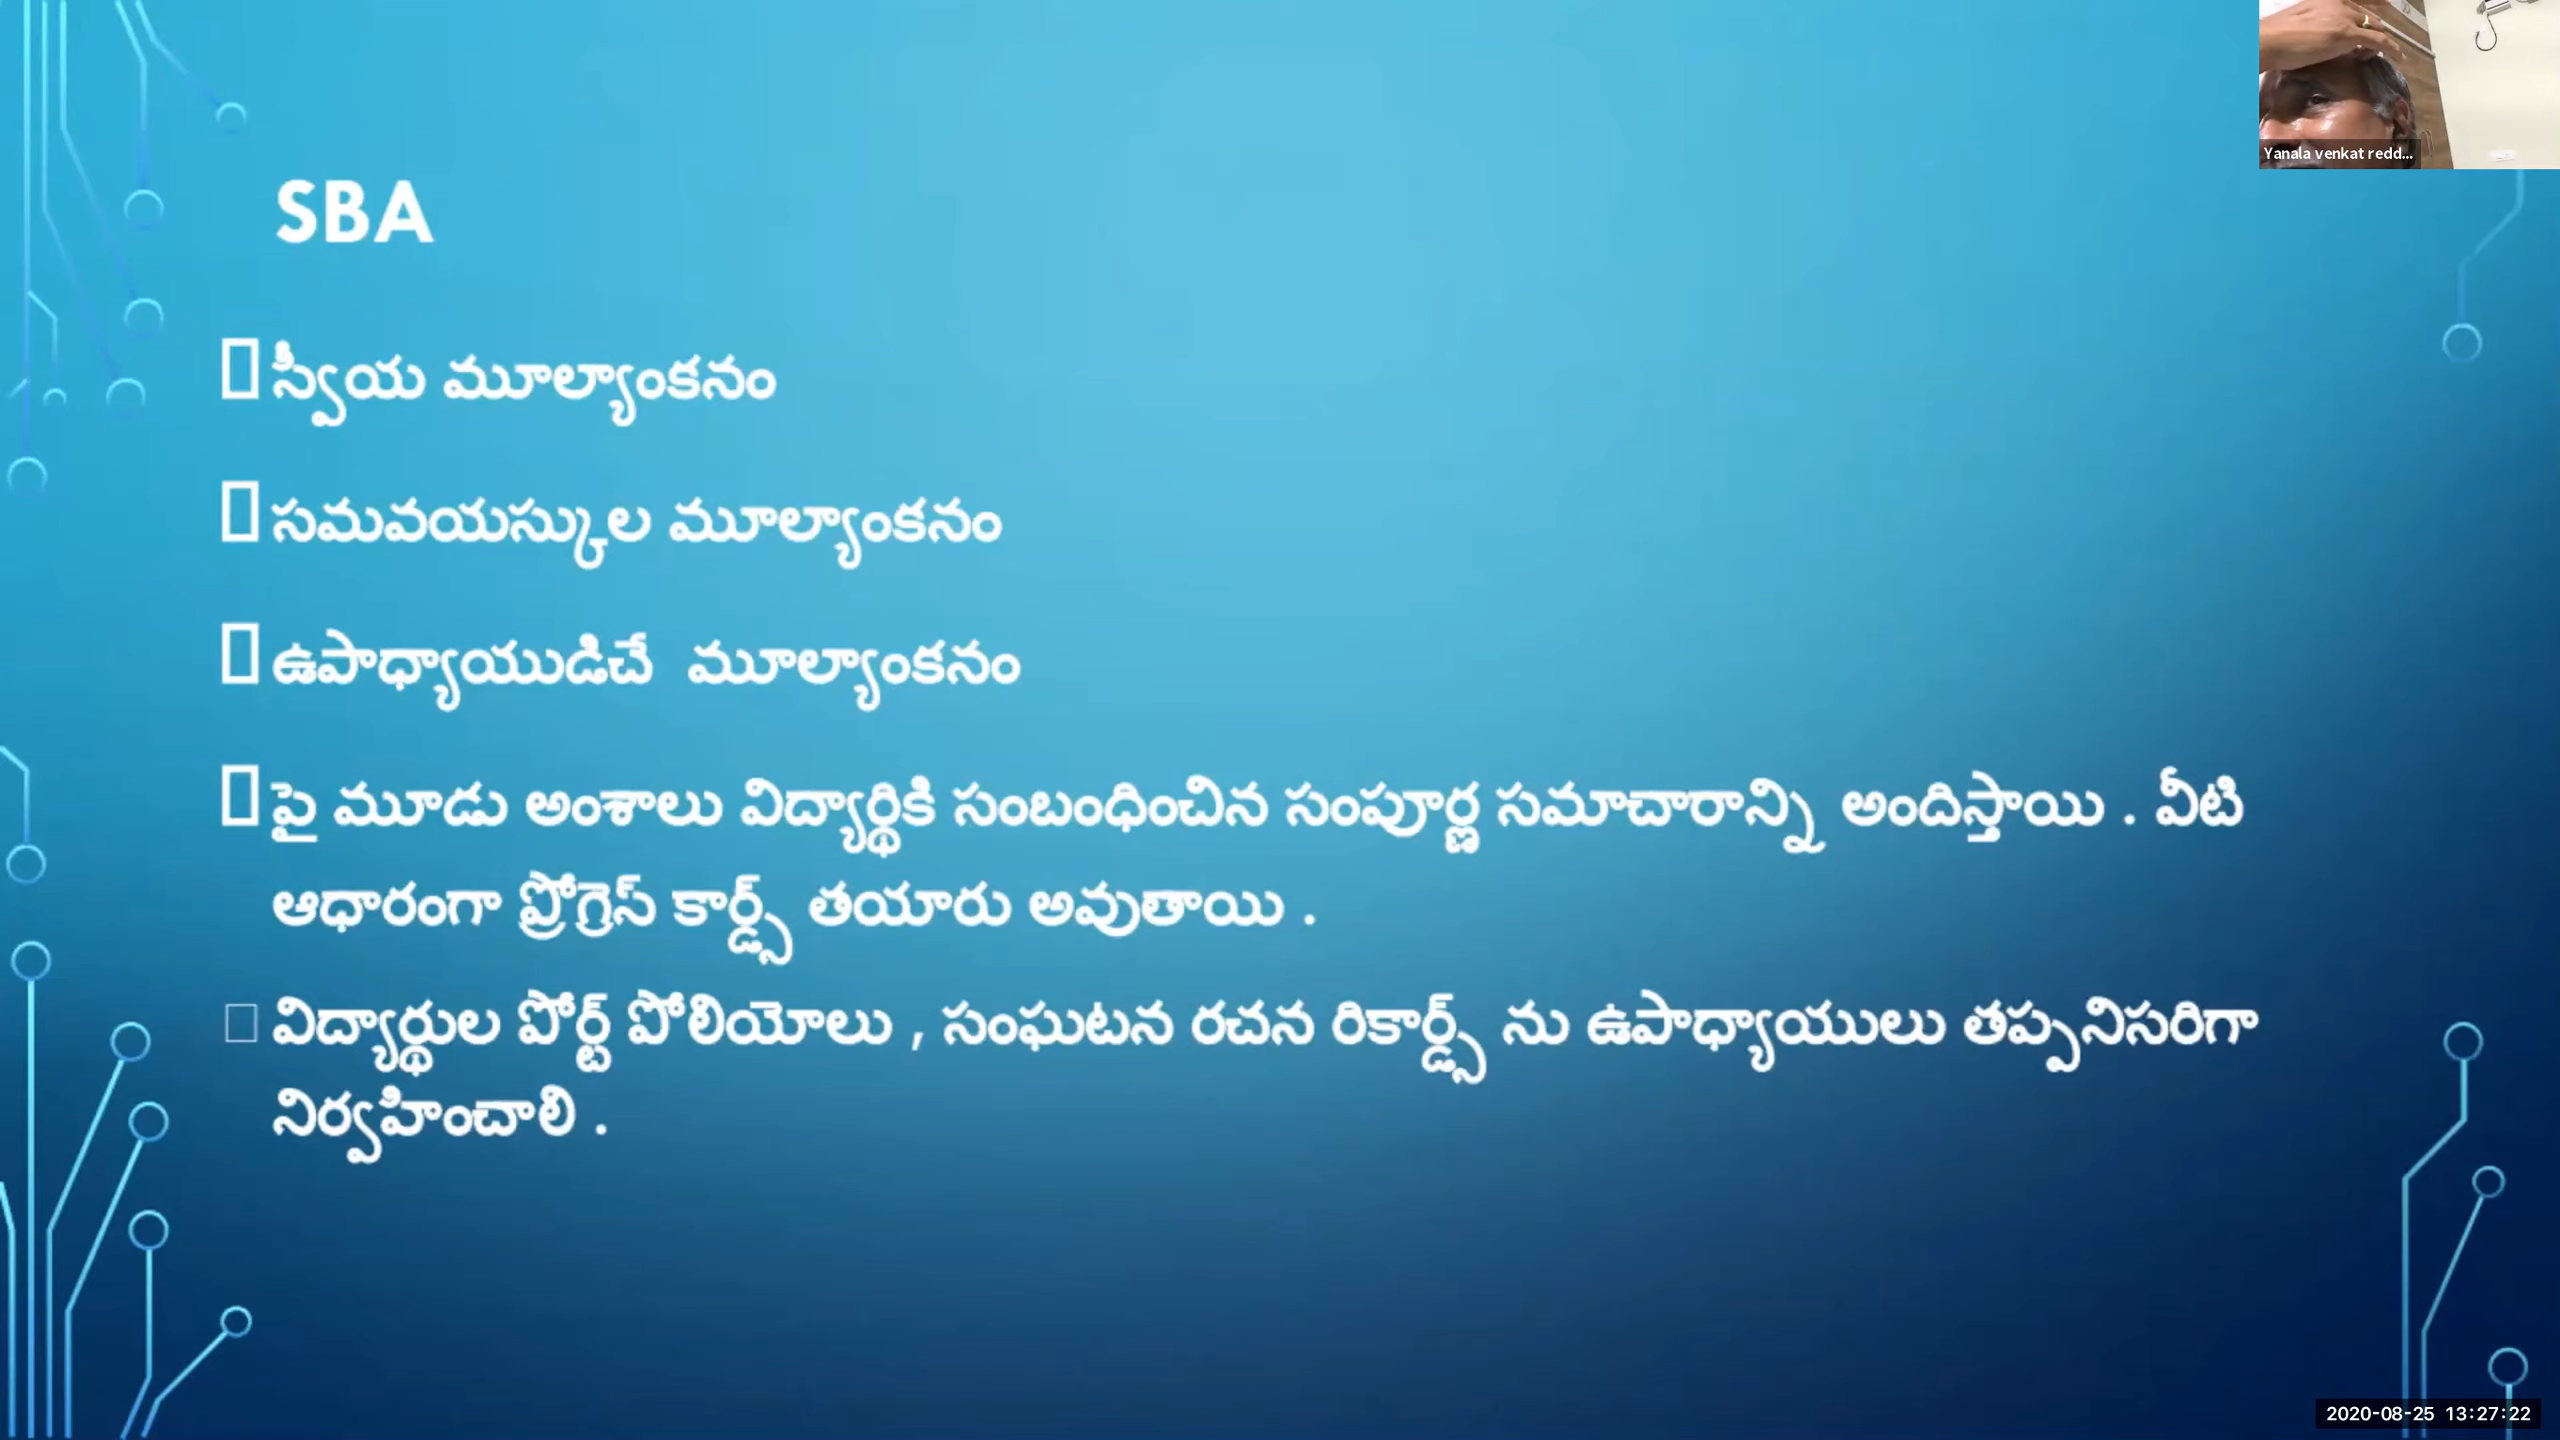 Yanala venkat redd...
SBA
స్వీయ మూల్యాంకనం
సమవయస్కుల మూల్యాంకనం
ఉపాధ్యాయుడిచే మూల్యాంకనం
పై మూడు అంశాలు విద్యార్థికి సంబంధించిన సంపూర్ణ సమాచారాన్ని అందిస్తాయి . వీటి
ఆధారంగా ప్రోగ్రెస్ కార్డ్స్ తయారు అవుతాయి .
విద్యార్థుల పోర్ట్ పోలియోలు , సంఘటన రచన రికార్డ్స్ ను ఉపాధ్యాయులు తప్పనిసరిగా
నిర్వహించాలి .
2020-08-25 13:27:22